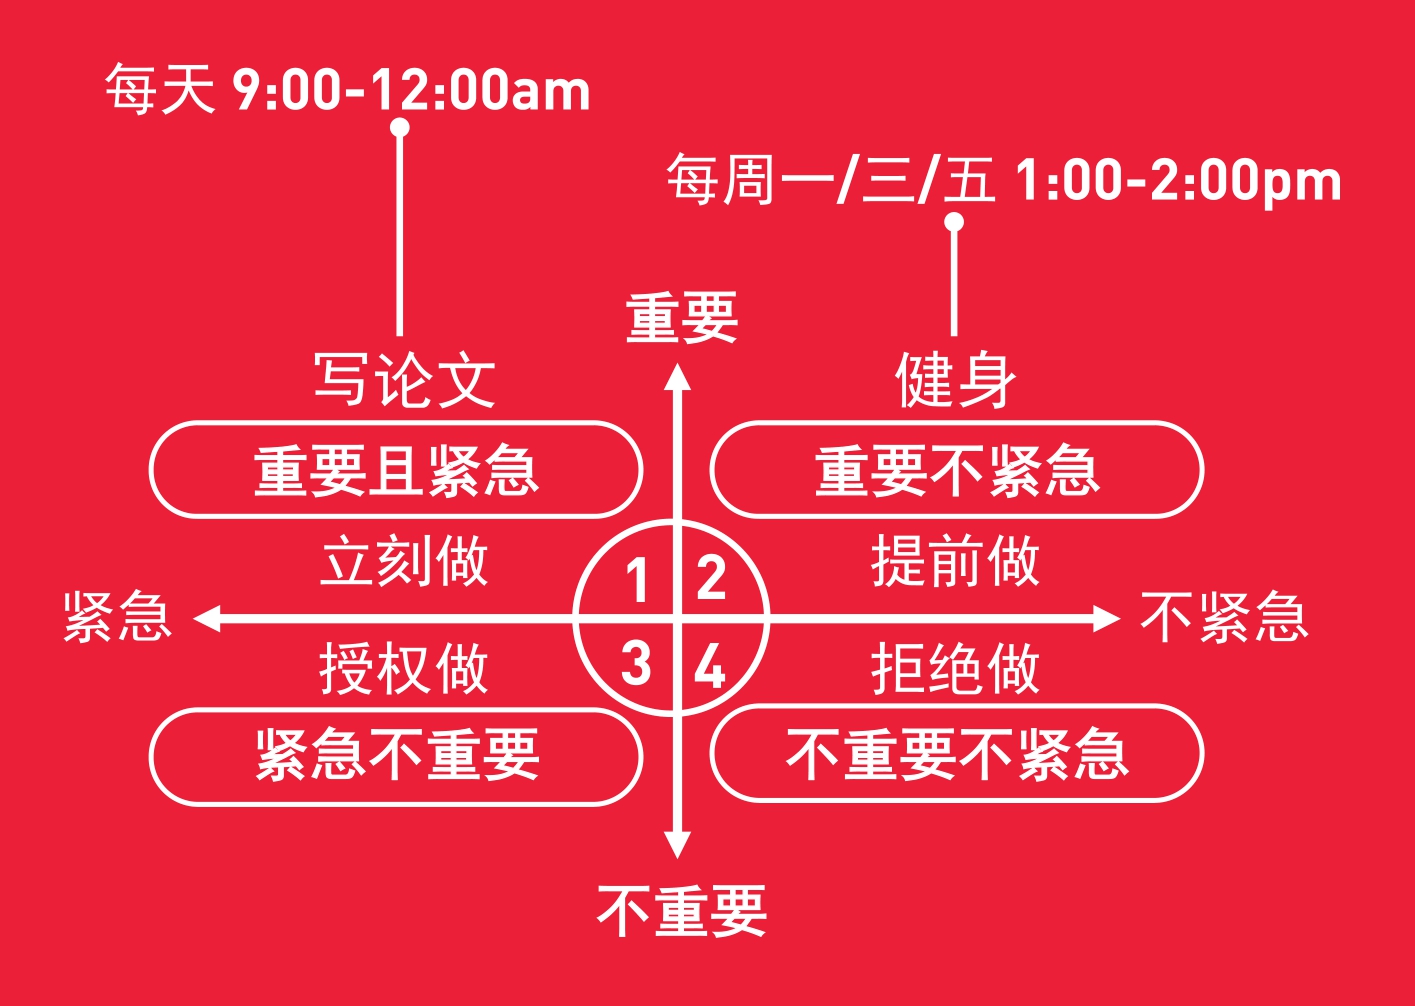 每天 9:00-12:00am
每周一/三/五 1:00-2:00pm
重要
写论文
健身
重要且紧急
重要不紧急
立刻做
1
2
提前做
紧急
不紧急
授权做
3
4
拒绝做
紧急不重要
不重要不紧急
不重要